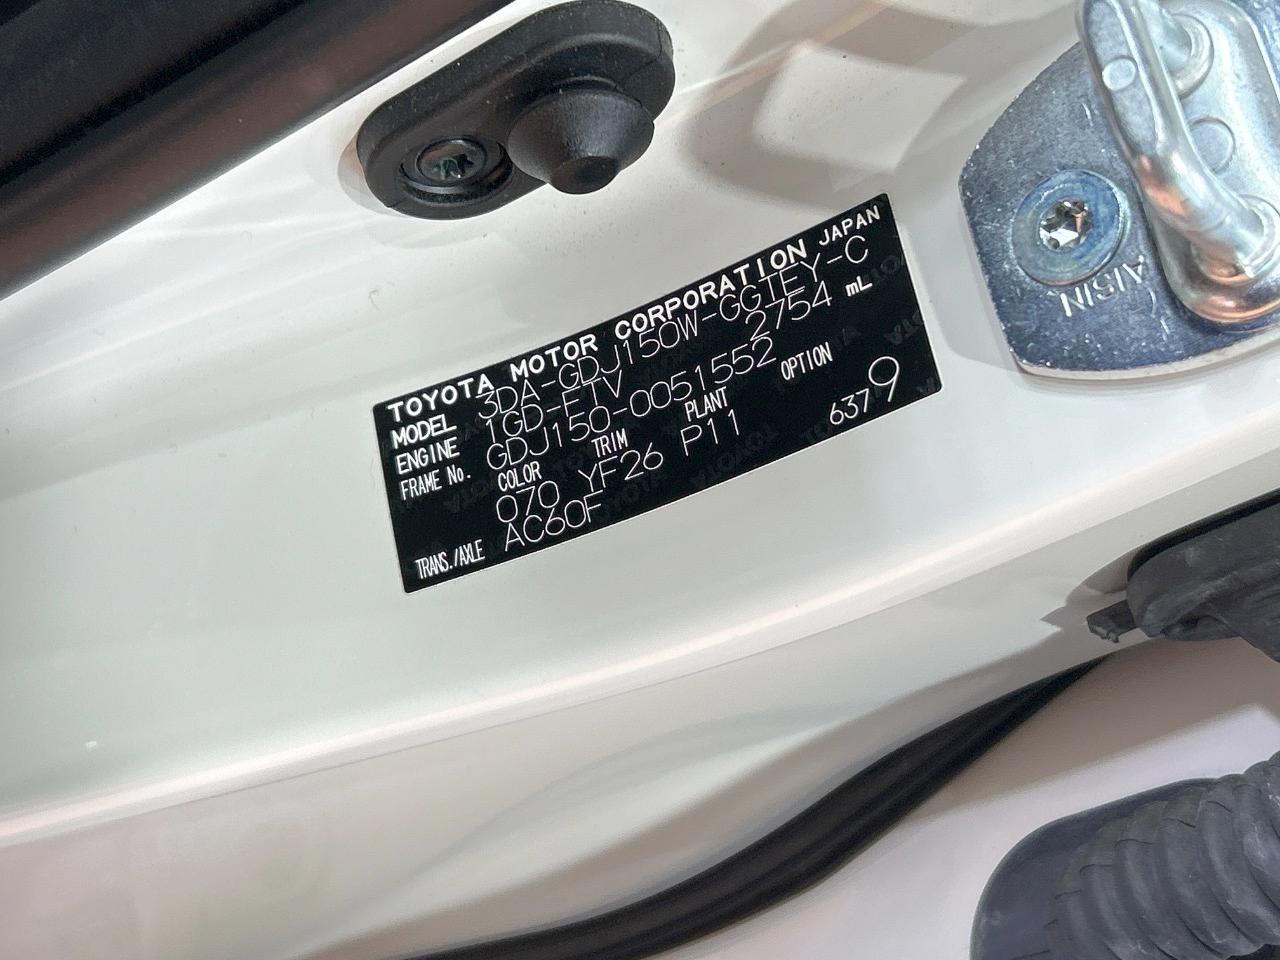 TOYOTA MOTOR CORPORATION JAPAN
MODEL 3DA-GDJ150W-GGTEY-C
ENGINE 1GD-FTV 2754 mL
FRAME No. GDJ150-0051552
COLOR TRIM PLANT OPTION
070 YF26 P11 6379
TRANS./AXLE AC60F
AISIN